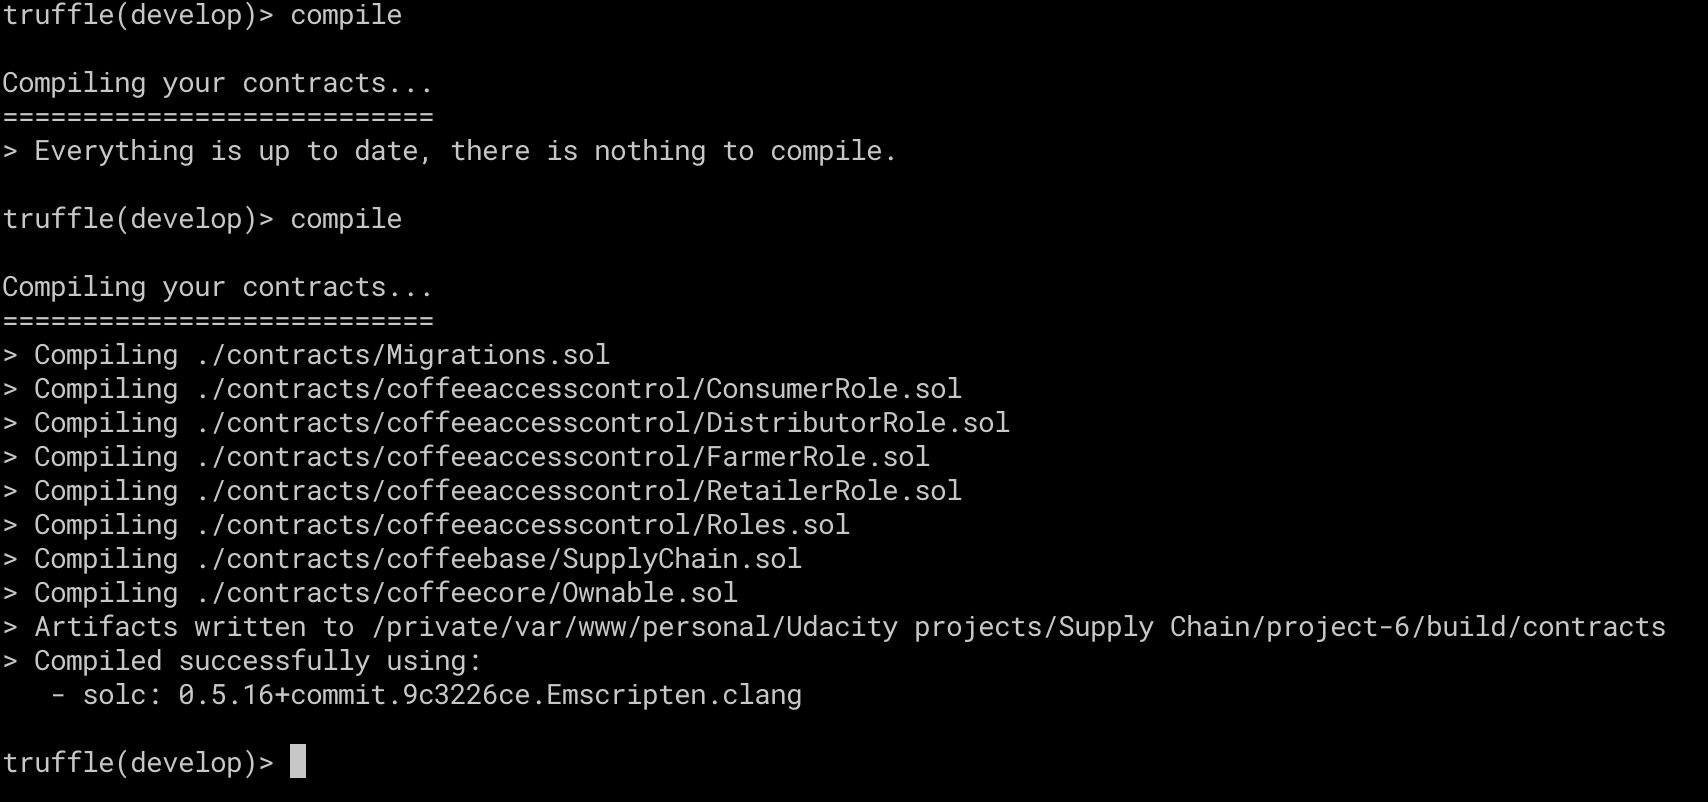 truffle(develop)> compile
Compiling your contracts...
===========================
> Everything is up to date, there is nothing to compile.
truffle(develop)> compile
Compiling your contracts...
===========================
> Compiling ./contracts/Migrations.sol
> Compiling ./contracts/coffeeaccesscontrol/ConsumerRole.sol
> Compiling ./contracts/coffeeaccesscontrol/DistributorRole.sol
> Compiling ./contracts/coffeeaccesscontrol/FarmerRole.sol
> Compiling ./contracts/coffeeaccesscontrol/RetailerRole.sol
> Compiling ./contracts/coffeeaccesscontrol/Roles.sol
> Compiling ./contracts/coffeebase/SupplyChain.sol
> Compiling ./contracts/coffeecore/Ownable.sol
> Artifacts written to /private/var/www/personal/Udacity projects/Supply Chain/project-6/build/contracts
> Compiled successfully using:
   - solc: 0.5.16+commit.9c3226ce.Emscripten.clang
truffle(develop)>